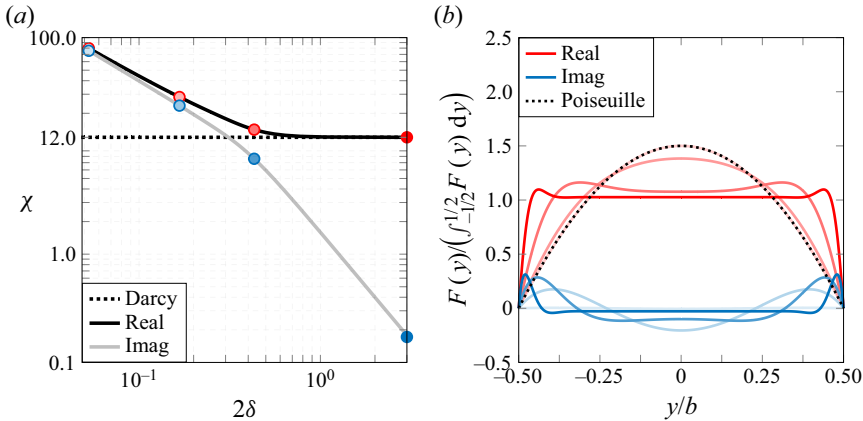 (a)
100.0
12.0
χ
1.0
0.1
Darcy
Real
Imag
10⁻¹
10⁰
2δ
(b)
2.5
2.0
1.5
1.0
0.5
0
−0.5
F (y)/(∫_{−1/2}^{1/2} F (y) dy)
Real
Imag
Poiseuille
−0.50
−0.25
0
0.25
0.50
y/b